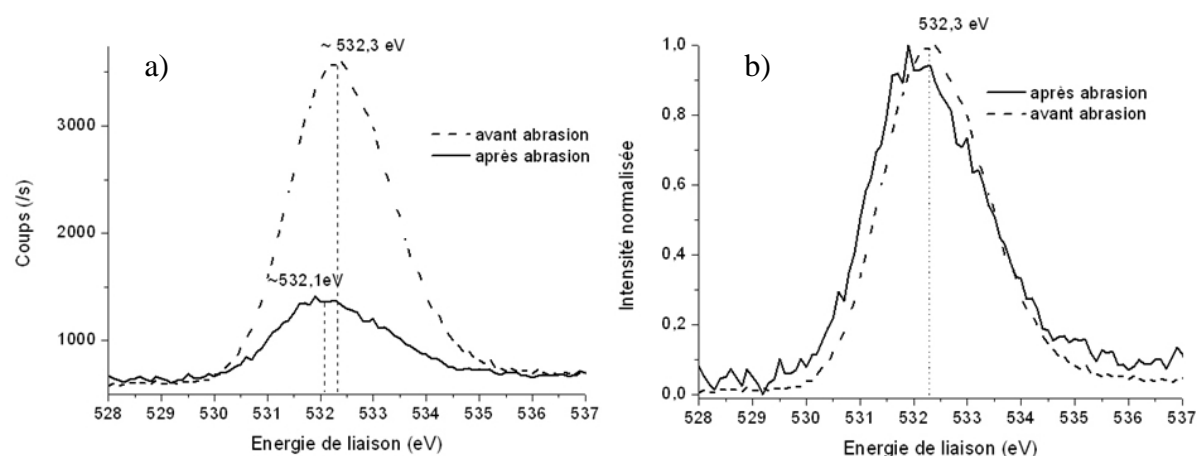 a)
~ 532,3 eV
avant abrasion
après abrasion
~532,1eV
Coups (/s)
3000
2000
1000
528 529 530 531 532 533 534 535 536 537
Energie de liaison (eV)
b)
532,3 eV
après abrasion
avant abrasion
Intensité normalisée
1,0
0,8
0,6
0,4
0,2
0,0
528 529 530 531 532 533 534 535 536 537
Energie de liaison (eV)